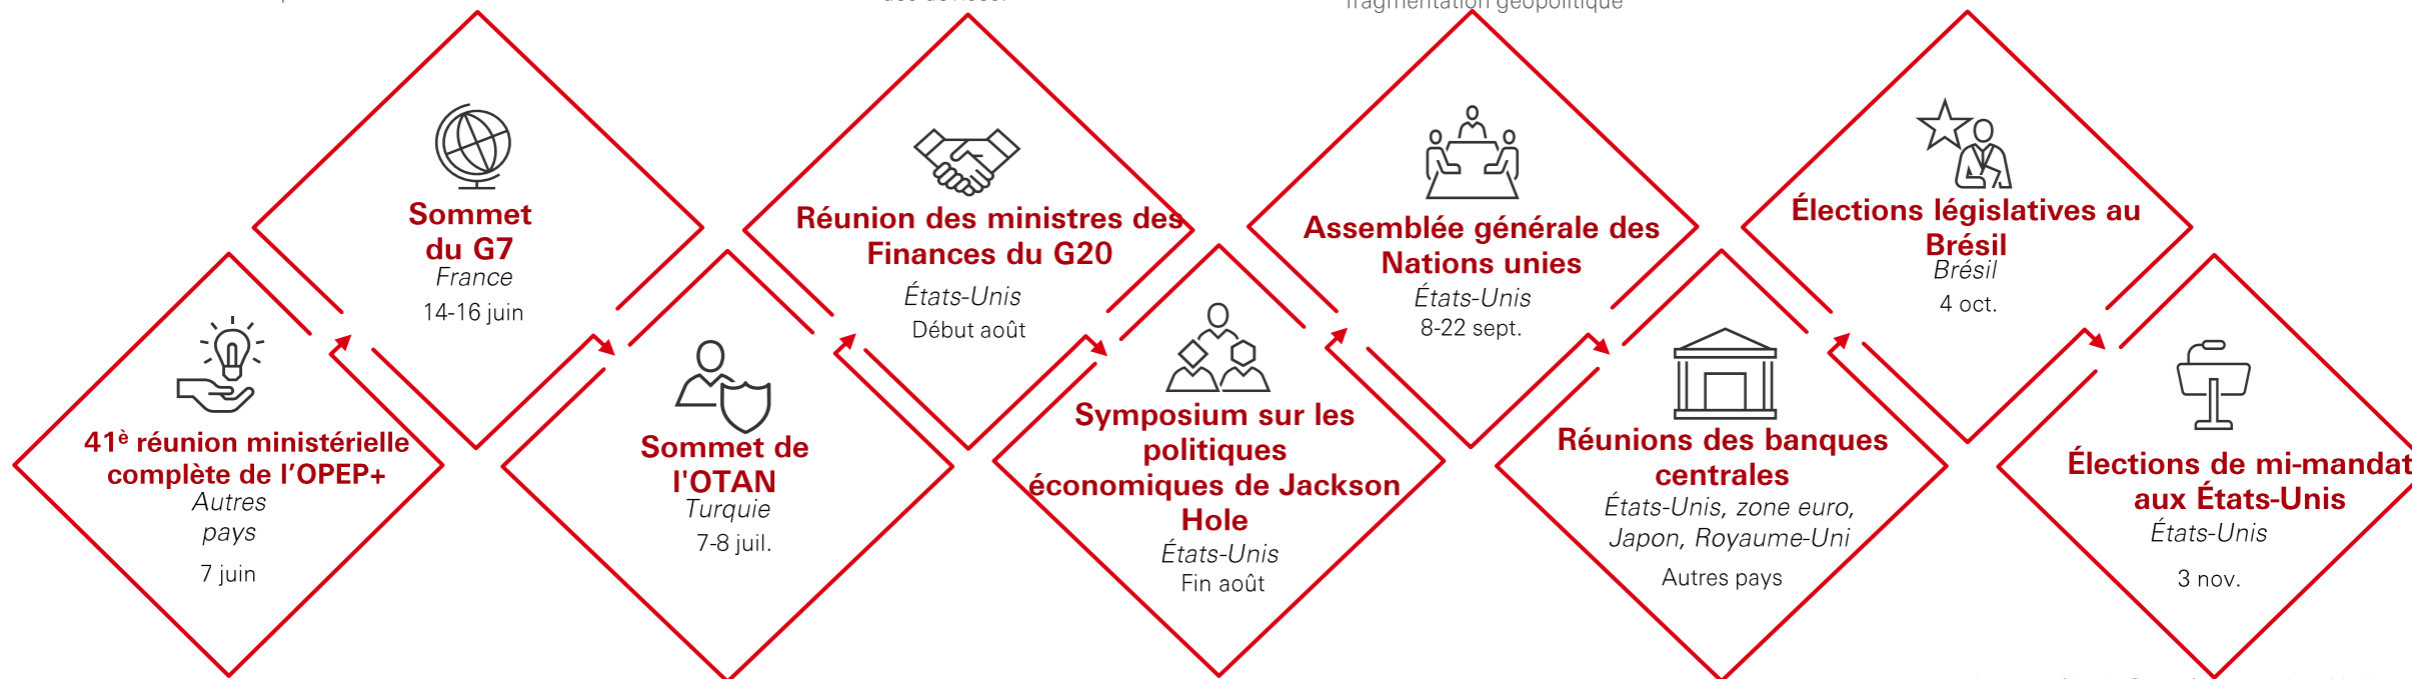 fragmentation géopolitique
41è réunion ministérielle
complète de l’OPEP+
Autres
pays
7 juin
Sommet
du G7
France
14-16 juin
Sommet de
l'OTAN
Turquie
7-8 juil.
Réunion des ministres des
Finances du G20
États-Unis
Début août
Symposium sur les
politiques
économiques de Jackson
Hole
États-Unis
Fin août
Assemblée générale des
Nations unies
États-Unis
8-22 sept.
Réunions des banques
centrales
États-Unis, zone euro,
Japon, Royaume-Uni
Autres pays
Élections législatives au
Brésil
Brésil
4 oct.
Élections de mi-mandat
aux États-Unis
États-Unis
3 nov.